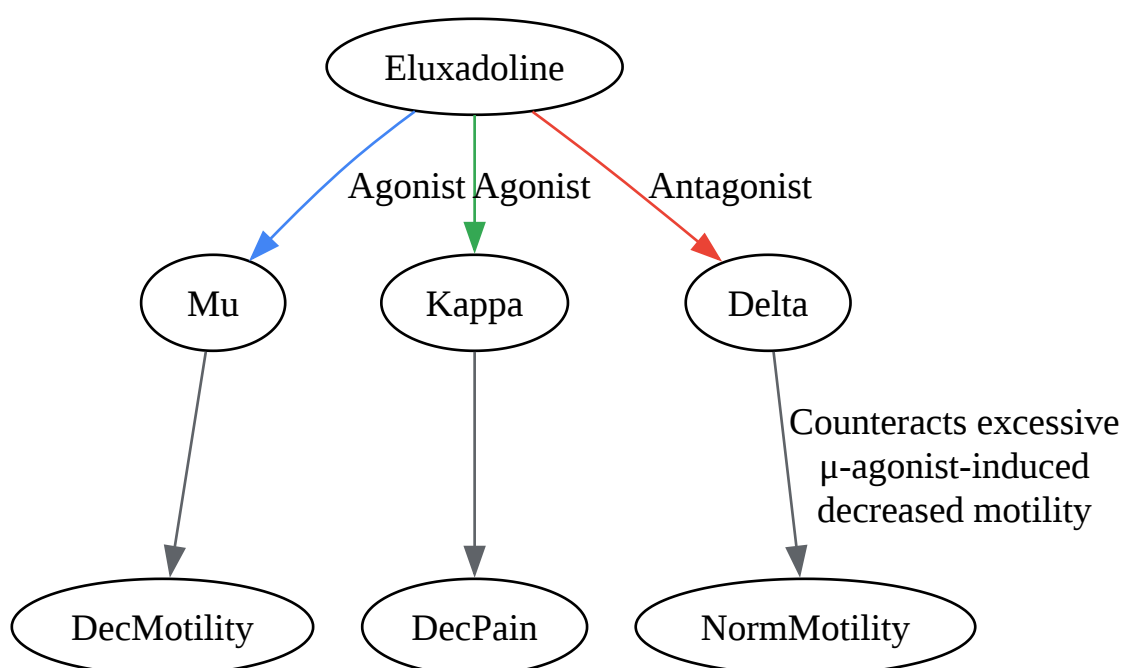 Eluxadoline
Agonist
Agonist
Antagonist
Mu
Kappa
Delta
Counteracts excessive
μ-agonist-induced
decreased motility
DecMotility
DecPain
NormMotility